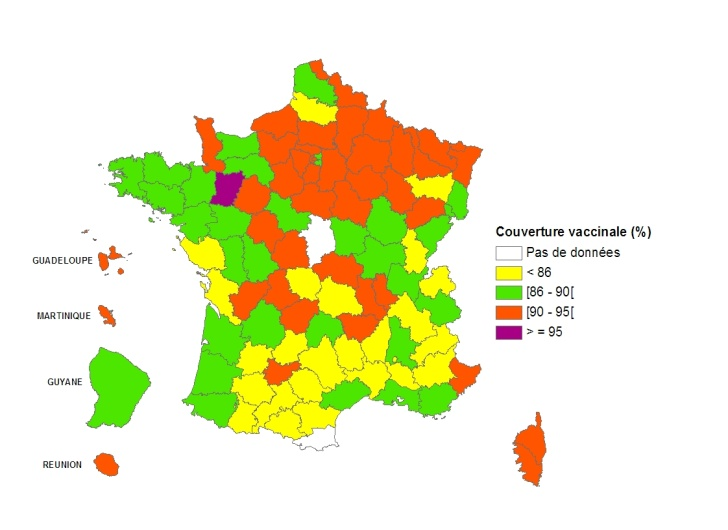 Couverture vaccinale (%)
Pas de données
< 86
[86 - 90[
[90 - 95[
> = 95
GUADELOUPE
MARTINIQUE
GUYANE
REUNION